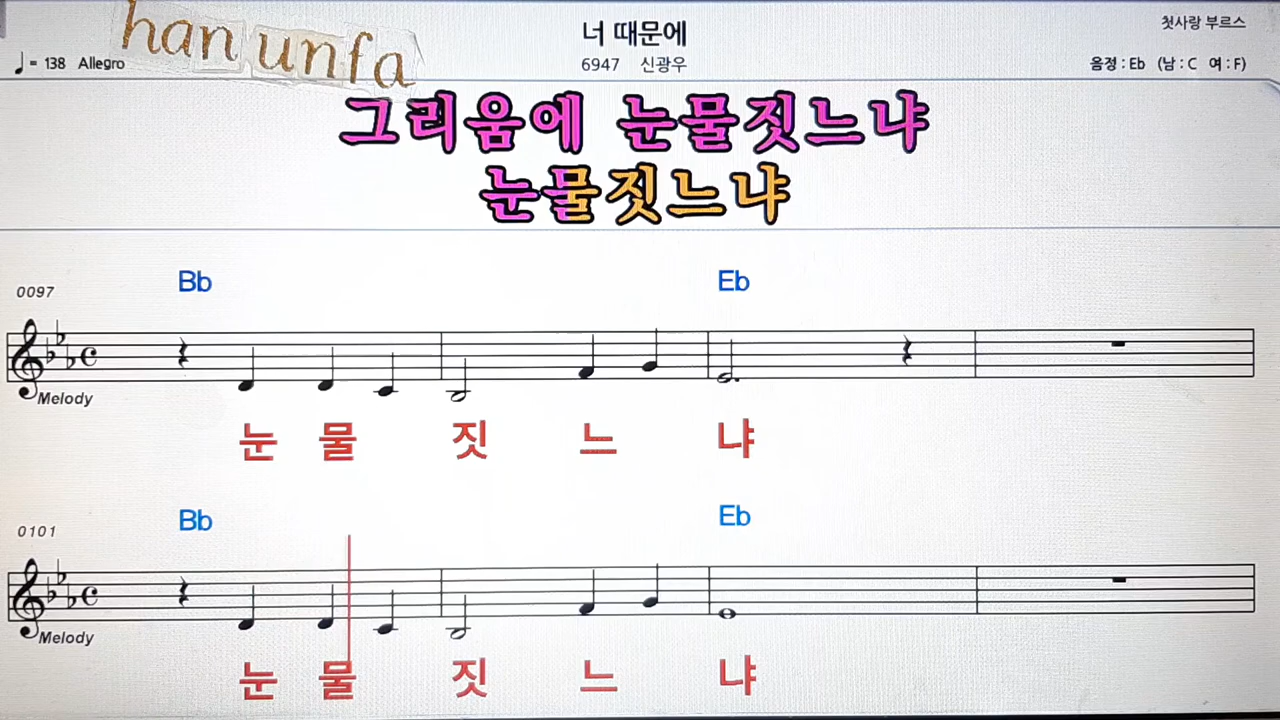 han unfa
너 때문에
첫사랑 부르스
♩= 138 Allegro
6947 신광우
음정 : Eb (남 : C 여 : F)
그리움에 눈물짓느냐
눈물짓느냐
0097
Bb Eb
Melody
눈 물 짓 느 냐
0101
Bb Eb
Melody
눈 물 짓 느 냐